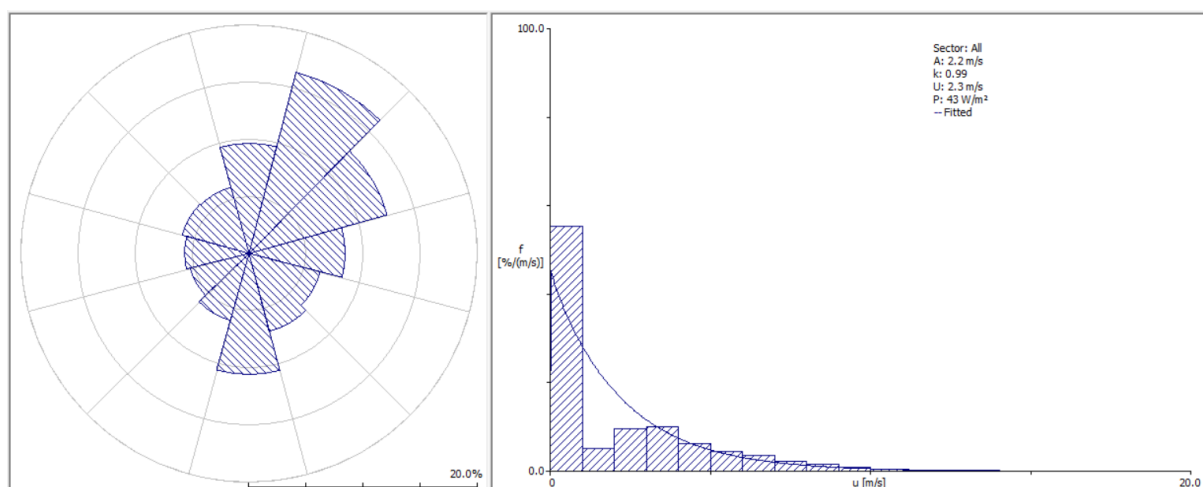 20.0%
100.0
Sector: All
A: 2.2 m/s
k: 0.99
U: 2.3 m/s
P: 43 W/m²
-- Fitted
f
[%/(m/s)]
0.0
0
u [m/s]
20.0